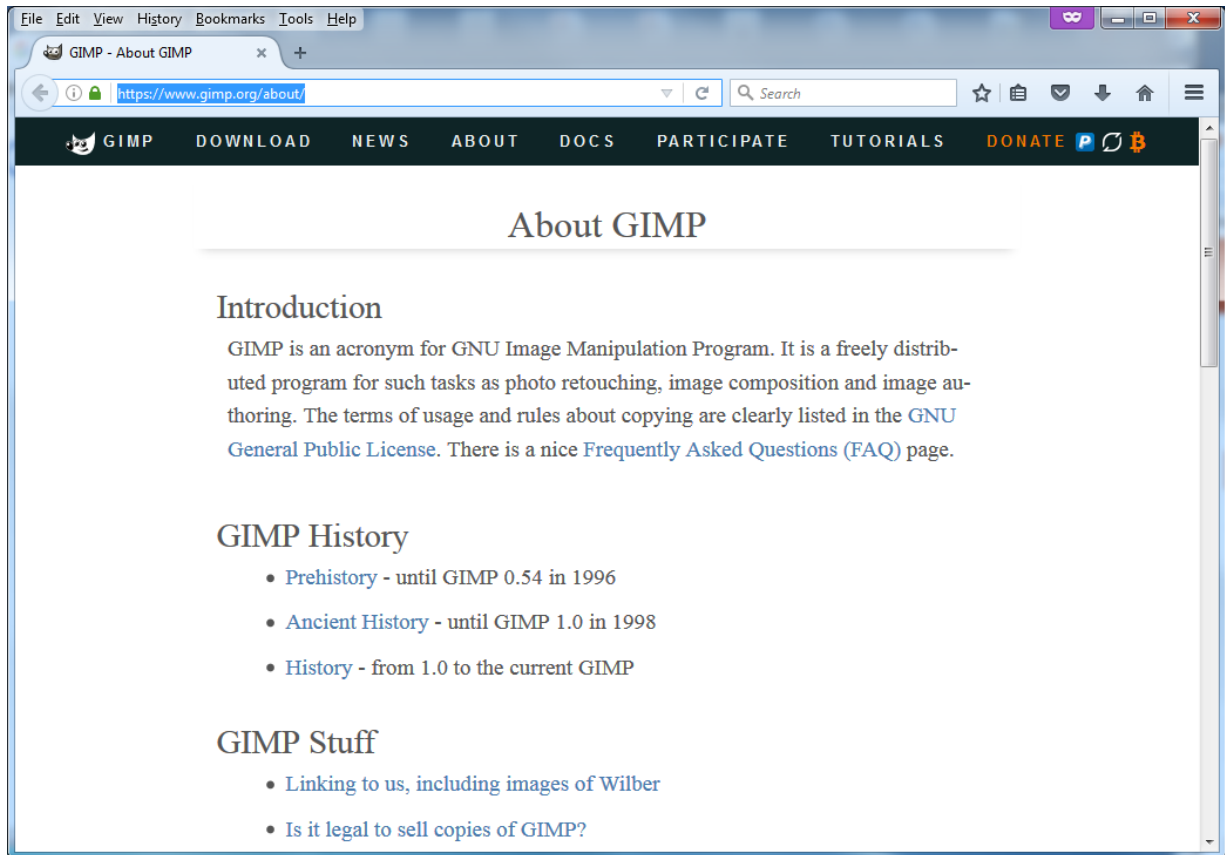 File Edit View History Bookmarks Tools Help
GIMP - About GIMP
https://www.gimp.org/about/
Search
GIMP DOWNLOAD NEWS ABOUT DOCS PARTICIPATE TUTORIALS DONATE
About GIMP
Introduction
GIMP is an acronym for GNU Image Manipulation Program. It is a freely distrib-
uted program for such tasks as photo retouching, image composition and image au-
thoring. The terms of usage and rules about copying are clearly listed in the GNU
General Public License. There is a nice Frequently Asked Questions (FAQ) page.
GIMP History
• Prehistory - until GIMP 0.54 in 1996
• Ancient History - until GIMP 1.0 in 1998
• History - from 1.0 to the current GIMP
GIMP Stuff
• Linking to us, including images of Wilber
• Is it legal to sell copies of GIMP?